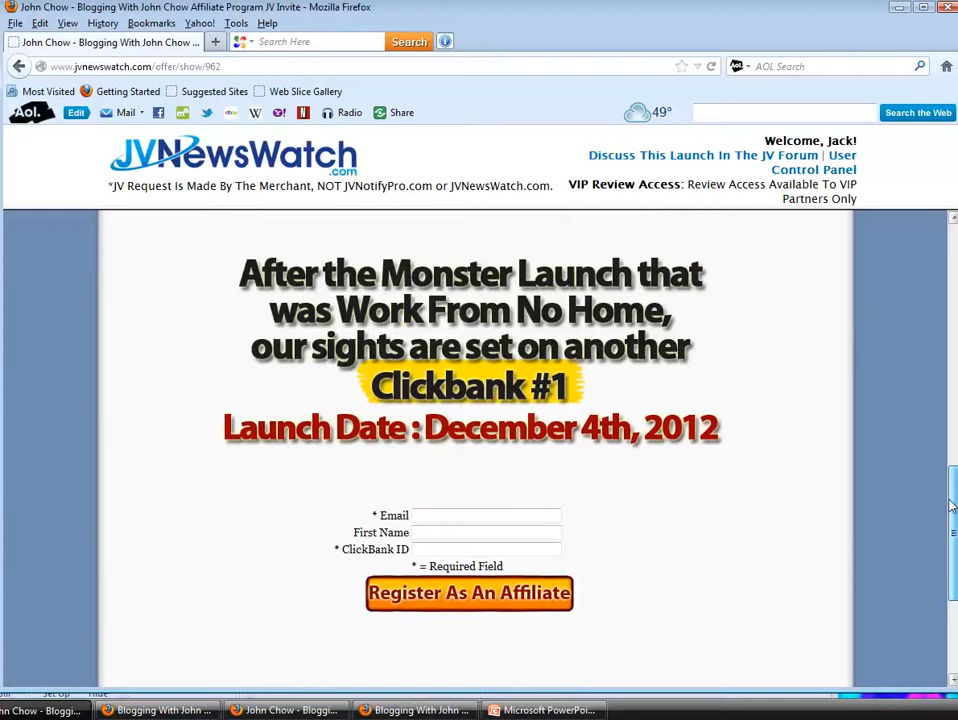 John Chow - Blogging With John Chow Affiliate Program JV Invite - Mozilla Firefox
File Edit View History Bookmarks Yahoo! Tools Help
John Chow - Blogging With John Chow ... + Search Here Search
www.jvnewswatch.com/offer/show/962 Aol. AOL Search
Most Visited Getting Started Suggested Sites Web Slice Gallery
Aol. Edit Mail Radio Share 49° Search the Web
JVNewsWatch.com
Welcome, Jack!
Discuss This Launch In The JV Forum | User
Control Panel
*JV Request Is Made By The Merchant, NOT JVNotifyPro.com or JVNewsWatch.com.
VIP Review Access: Review Access Available To VIP
Partners Only
After the Monster Launch that
was Work From No Home,
our sights are set on another
Clickbank #1
Launch Date : December 4th, 2012
* Email
First Name
* ClickBank ID
* = Required Field
Register As An Affiliate
hn Chow - Bloggi... Blogging With John ... John Chow - Bloggi... Blogging With John ... Microsoft PowerPoi...